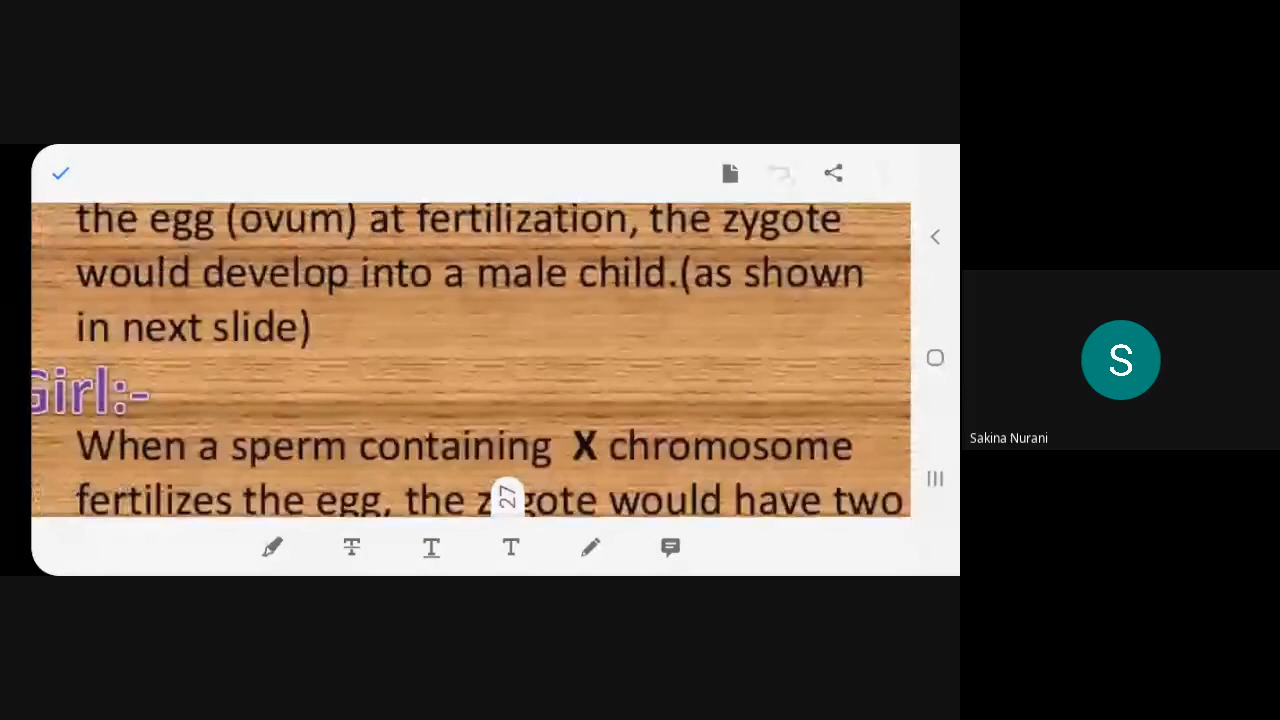 the egg (ovum) at fertilization, the zygote
would develop into a male child.(as shown
in next slide)
Girl:-
When a sperm containing X chromosome
fertilizes the egg, the zygote would have two
27
S
Sakina Nurani